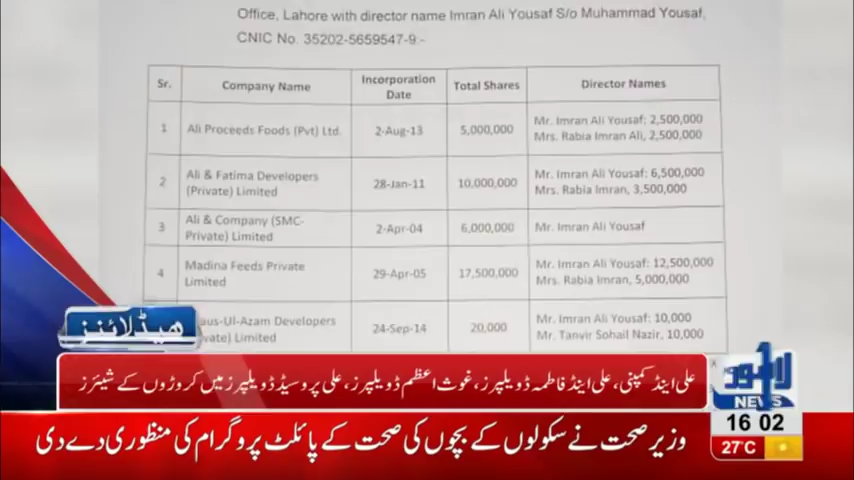 Office, Lahore with director name Imran Ali Yousaf S/o Muhammad Yousaf,
CNIC No. 35202-5659547-9.-
Sr. Company Name Incorporation Date Total Shares Director Names
1 Ali Proceeds Foods (Pvt) Ltd. 2-Aug-13 5,000,000 Mr. Imran Ali Yousaf: 2,500,000
Mrs. Rabia Imran Ali, 2,500,000
2 Ali & Fatima Developers (Private) Limited 28-Jan-11 10,000,000 Mr. Imran Ali Yousaf: 6,500,000
Mrs. Rabia Imran, 3,500,000
3 Ali & Company (SMC-Private) Limited 2-Apr-04 6,000,000 Mr. Imran Ali Yousaf
4 Madina Feeds Private Limited 29-Apr-05 17,500,000 Mr. Imran Ali Yousaf: 12,500,000
Mrs. Rabia Imran, 5,000,000
aus-Ul-Azam Developers vate) Limited 24-Sep-14 20,000 Mr. Imran Ali Yousaf: 10,000
Mr. Tanvir Sohail Nazir, 10,000
ھیڈلائنز
علی اینڈ کمپنی، علی اینڈ فاطمہ ڈویلپرز، غوث اعظم ڈویلپرز، علی پروسیڈ ڈویلپرز میں کروڑوں کے شیئرز
لاہور
NEWS
16 02
27°C
وزیر صحت نے سکولوں کے بچوں کی صحت کے پائلٹ پروگرام کی منظوری دے دی